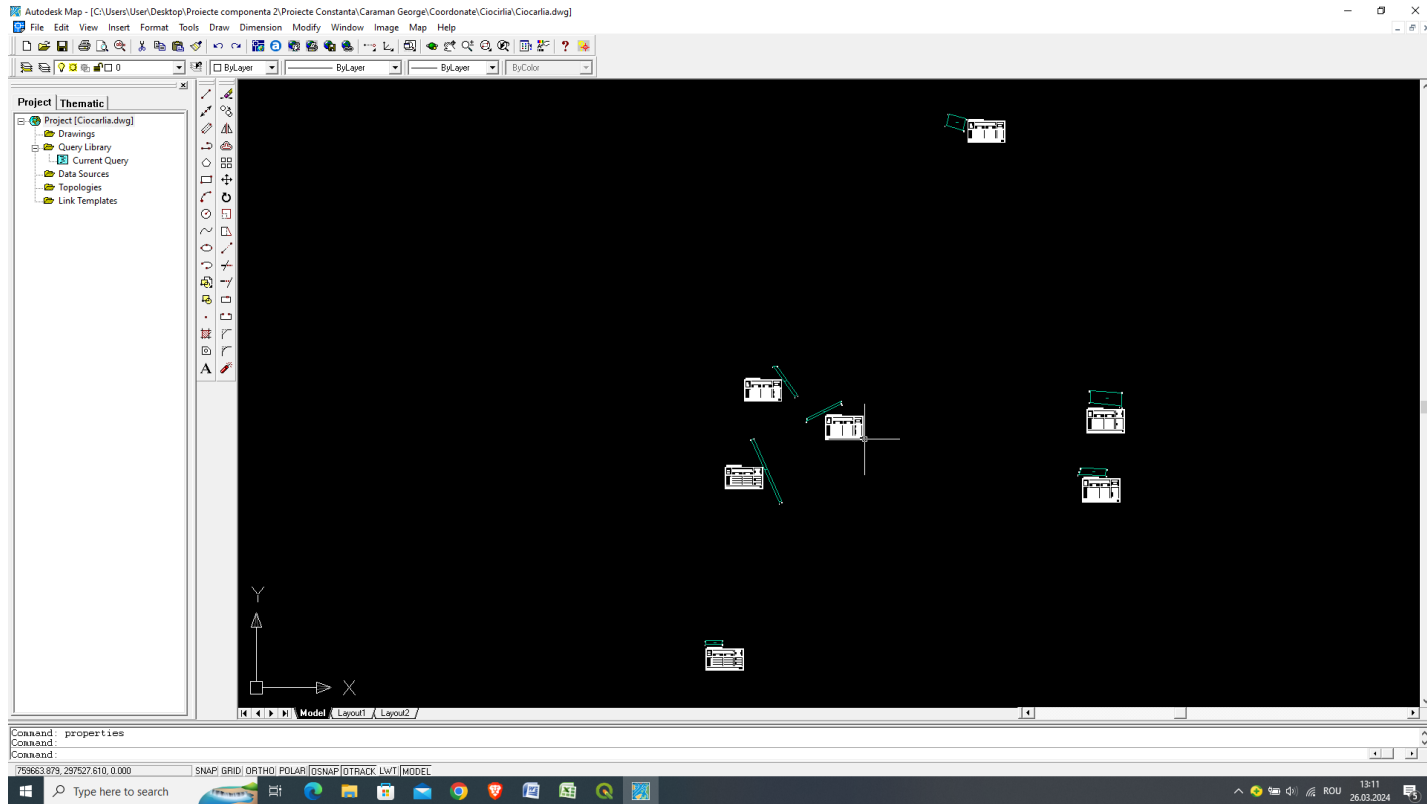 Autodesk Map - [C:\Users\User\Desktop\Proiecte componenta 2\Proiecte Constanta\Caraman George\Coordonate\Ciocirlia\Ciocarlia.dwg]
File Edit View Insert Format Tools Draw Dimension Modify Window Image Map Help
0 ByLayer ByLayer ByLayer ByColor
Project Thematic
Project [Ciocarlia.dwg]
Drawings
Query Library
Current Query
Data Sources
Topologies
Link Templates
A
Y
X
Model Layout1 Layout2
Command: properties
Command:
Command:
759663.879, 297527.610, 0.000 SNAP GRID ORTHO POLAR OSNAP OTRACK LWT MODEL
Type here to search
ROU
13:11
26.03.2024
5